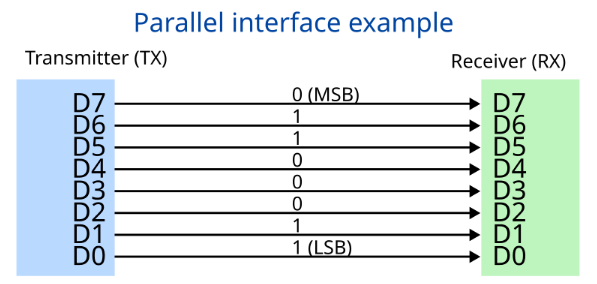 Parallel interface example
Transmitter (TX)
Receiver (RX)
D7 0 (MSB) D7
D6 1 D6
D5 1 D5
D4 0 D4
D3 0 D3
D2 0 D2
D1 1 D1
D0 1 (LSB) D0